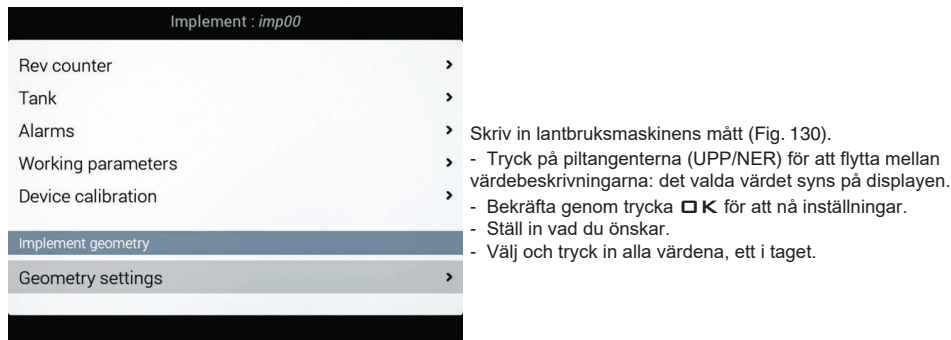 Implement : imp00
Rev counter
Tank
Alarms
Working parameters
Device calibration
Implement geometry
Geometry settings
Skriv in lantbruksmaskinens mått (Fig. 130).
- Tryck på piltangenterna (UPP/NER) för att flytta mellan
värdebeskrivningarna: det valda värdet syns på displayen.
- Bekräfta genom trycka OK för att nå inställningar.
- Ställ in vad du önskar.
- Välj och tryck in alla värdena, ett i taget.